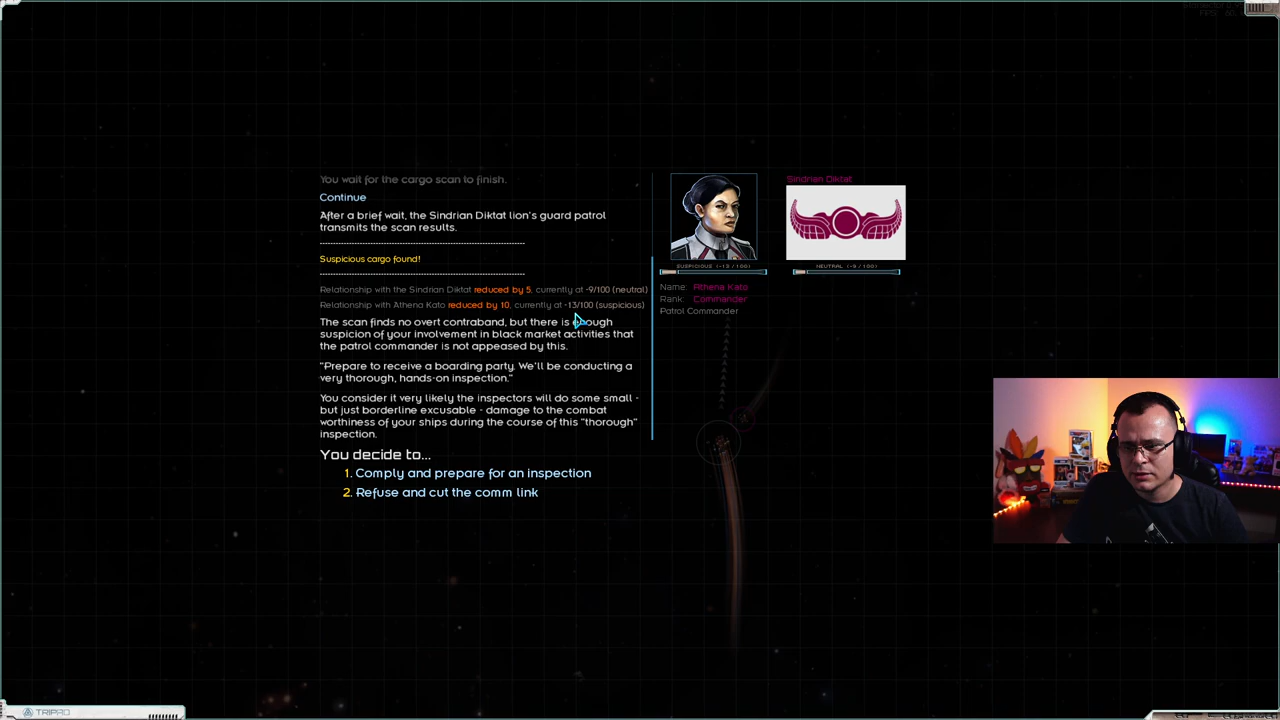 You wait for the cargo scan to finish.
Continue
After a brief wait, the Sindrian Diktat lion's guard patrol
transmits the scan results.
Suspicious cargo found!
Relationship with the Sindrian Diktat reduced by 5, currently at -9/100 (neutral)
Relationship with Athena Kato reduced by 10, currently at -13/100 (suspicious)
The scan finds no overt contraband, but there is enough
suspicion of your involvement in black market activities that
the patrol commander is not appeased by this.
"Prepare to receive a boarding party. We'll be conducting a
very thorough, hands-on inspection."
You consider it very likely the inspectors will do some small -
but just borderline excusable - damage to the combat
worthiness of your ships during the course of this "thorough"
inspection.
You decide to...
1. Comply and prepare for an inspection
2. Refuse and cut the comm link
Sindrian Diktat
SUSPICIOUS (-13 / 100)
NEUTRAL (-9 / 100)
Name: Athena Kato
Rank: Commander
Patrol Commander
TRIPAD